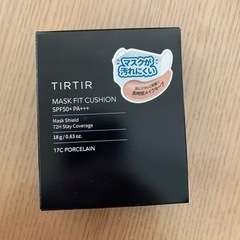 TIRTIR
MASK FIT CUSHION
SPF50+ PA+++
Mask Shield
72H Stay Coverage
18 g / 0.63 oz.
17C PORCELAIN
マスクが
汚れにくい